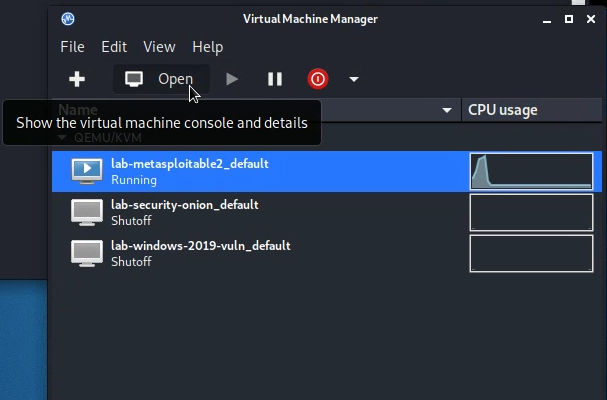 Virtual Machine Manager
File Edit View Help
Open
Name CPU usage
Show the virtual machine console and details
QEMU/KVM
lab-metasploitable2_default
Running
lab-security-onion_default
Shutoff
lab-windows-2019-vuln_default
Shutoff